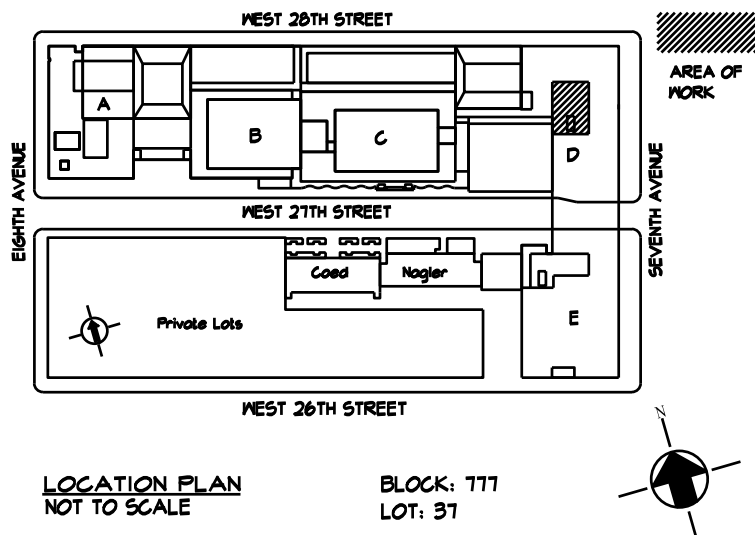 WEST 28TH STREET
AREA OF
WORK
A
B
C
D
EIGHTH AVENUE
SEVENTH AVENUE
WEST 27TH STREET
Coed
Nagler
E
Private Lots
WEST 26TH STREET
N
LOCATION PLAN
NOT TO SCALE
BLOCK: 777
LOT: 37